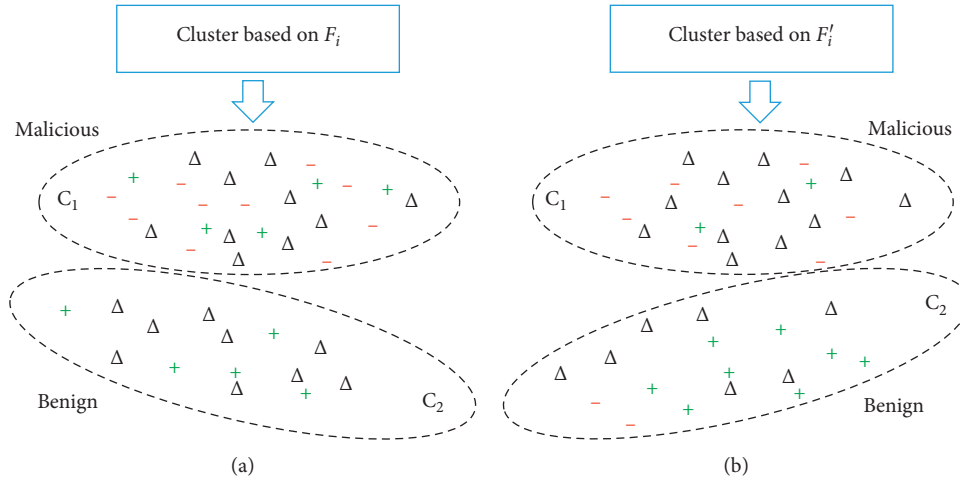 Cluster based on F_i
Cluster based on F_i′
Malicious
Malicious
C_1
C_1
C_2
Benign
C_2
Benign
(a)
(b)